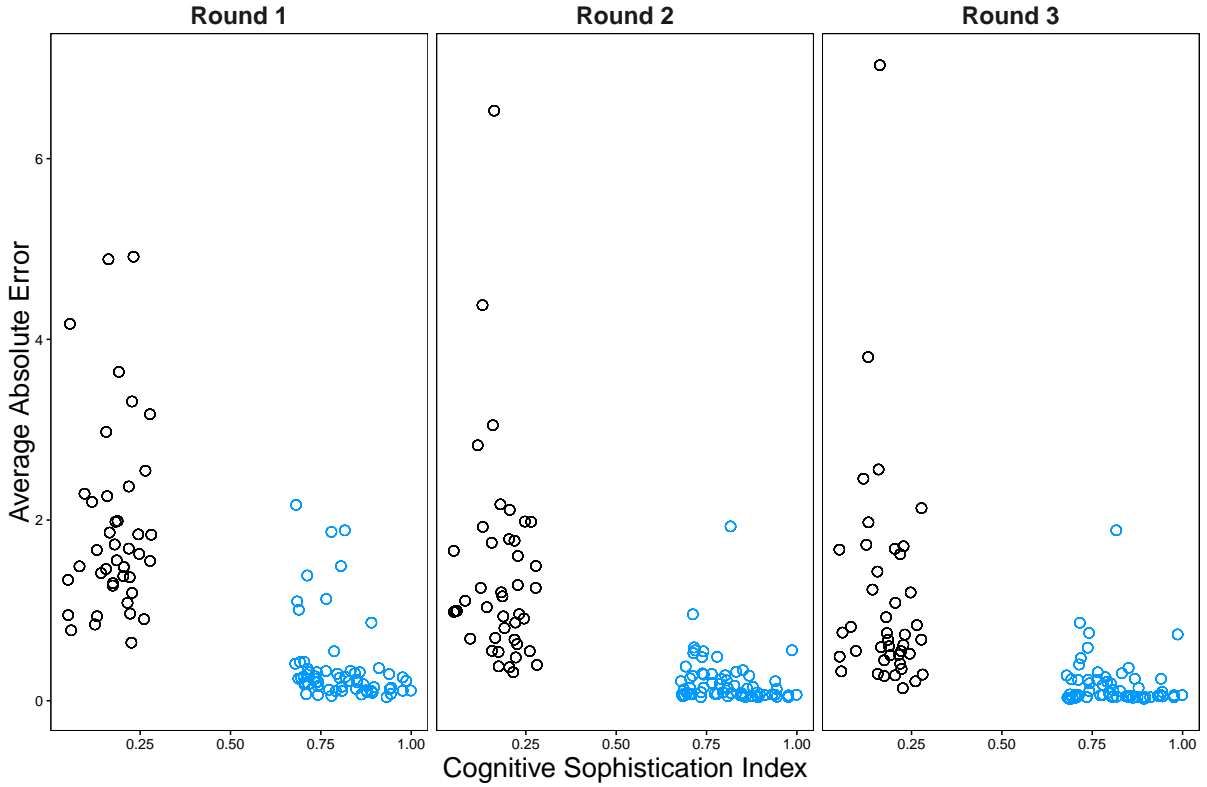 Round 1 Round 2 Round 3
Average Absolute Error
6
4
2
0
0.25 0.50 0.75 1.00 0.25 0.50 0.75 1.00 0.25 0.50 0.75 1.00
Cognitive Sophistication Index